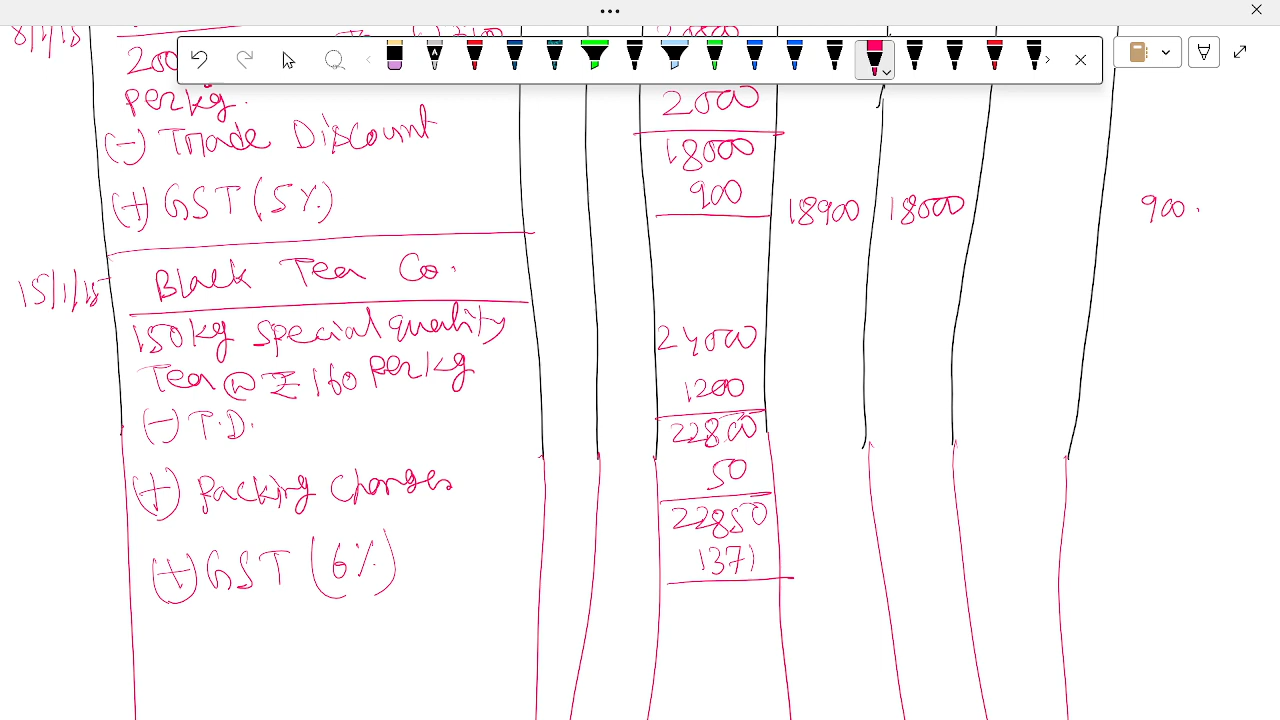 8/1/15
200
per kg.
2000
(-) Trade Discount
18000
(+) GST (5%)
900
18900
18000
900.
15/1/15
Black Tea Co.
150 kg special quality
24000
Tea @ ₹ 160 per kg
1200
(-) T.D.
22800
(+) Packing Charges
50
22850
(+) GST (6%)
1371